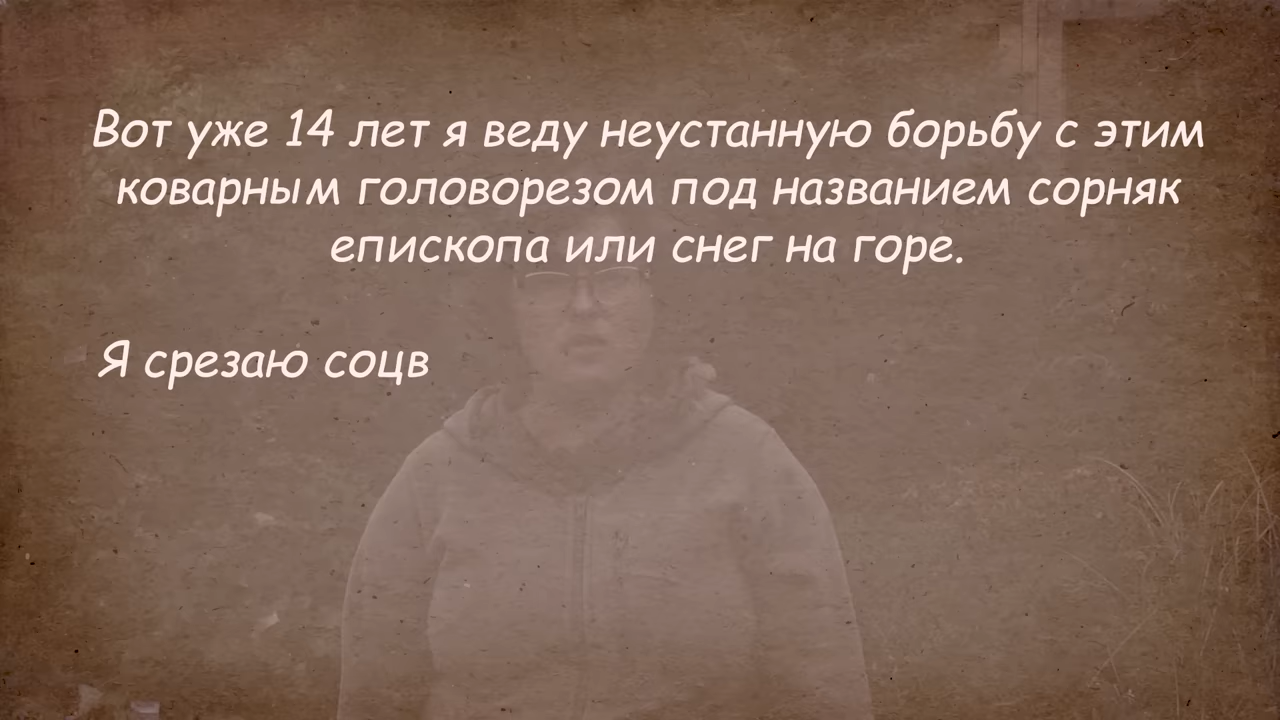 Вот уже 14 лет я веду неустанную борьбу с этим
коварным головорезом под названием сорняк
епископа или снег на горе.
Я срезаю соцв